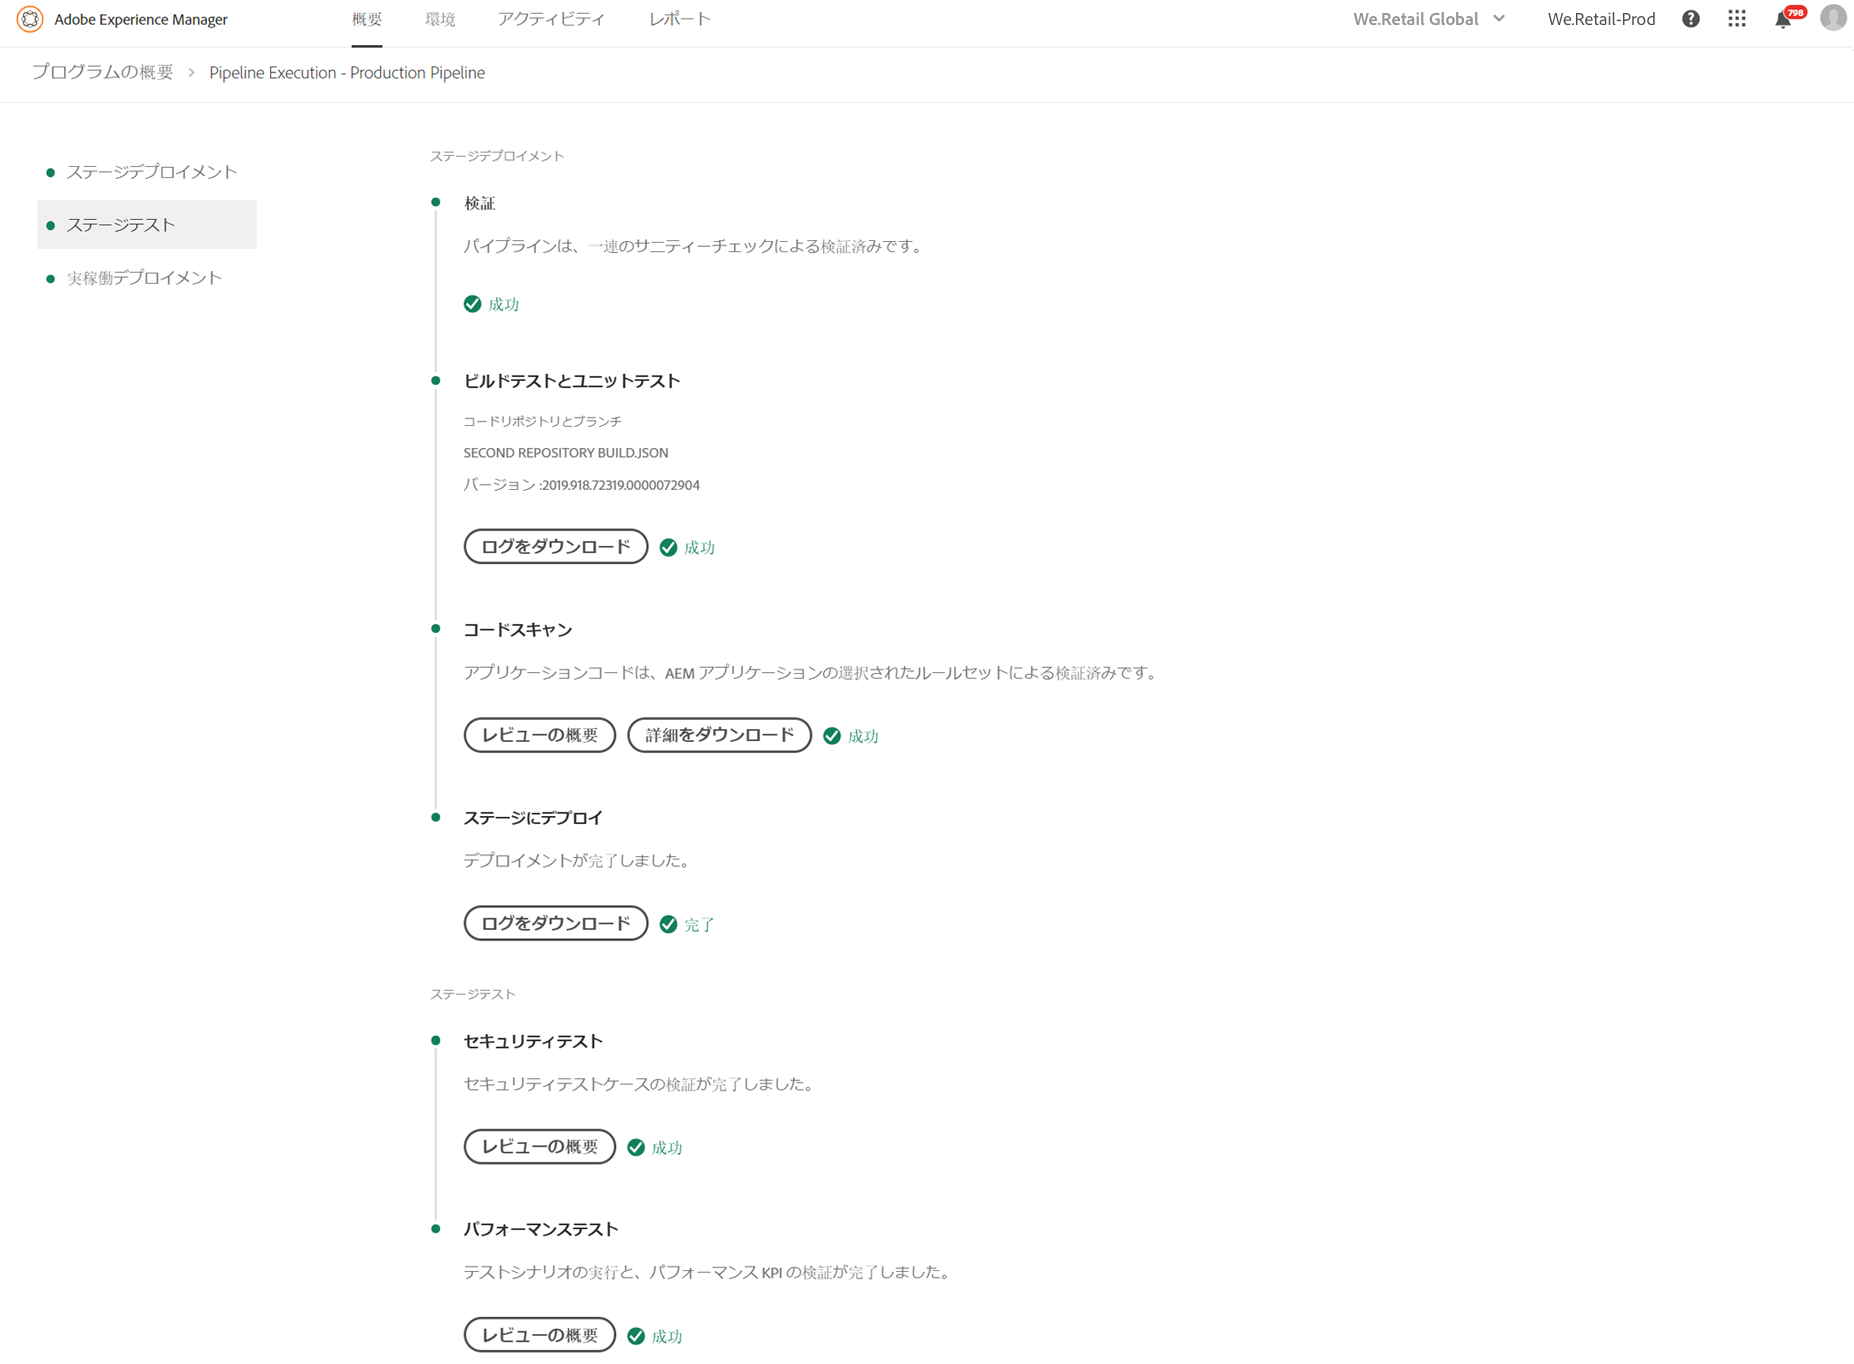 Adobe Experience Manager 概要 環境 アクティビティ レポート We.Retail Global We.Retail-Prod 798
プログラムの概要 > Pipeline Execution - Production Pipeline
ステージデプロイメント
ステージテスト
実稼働デプロイメント
ステージデプロイメント
検証
パイプラインは、一連のサニティーチェックによる検証済みです。
成功
ビルドテストとユニットテスト
コードリポジトリとブランチ
SECOND REPOSITORY BUILD.JSON
バージョン :2019.918.72319.0000072904
ログをダウンロード 成功
コードスキャン
アプリケーションコードは、AEM アプリケーションの選択されたルールセットによる検証済みです。
レビューの概要 詳細をダウンロード 成功
ステージにデプロイ
デプロイメントが完了しました。
ログをダウンロード 完了
ステージテスト
セキュリティテスト
セキュリティテストケースの検証が完了しました。
レビューの概要 成功
パフォーマンステスト
テストシナリオの実行と、パフォーマンス KPI の検証が完了しました。
レビューの概要 成功